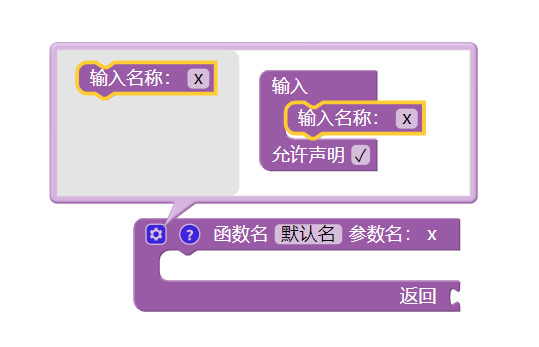 输入名称： x
输入
输入名称： x
允许声明 ✓
? 函数名 默认名 参数名： x
返回